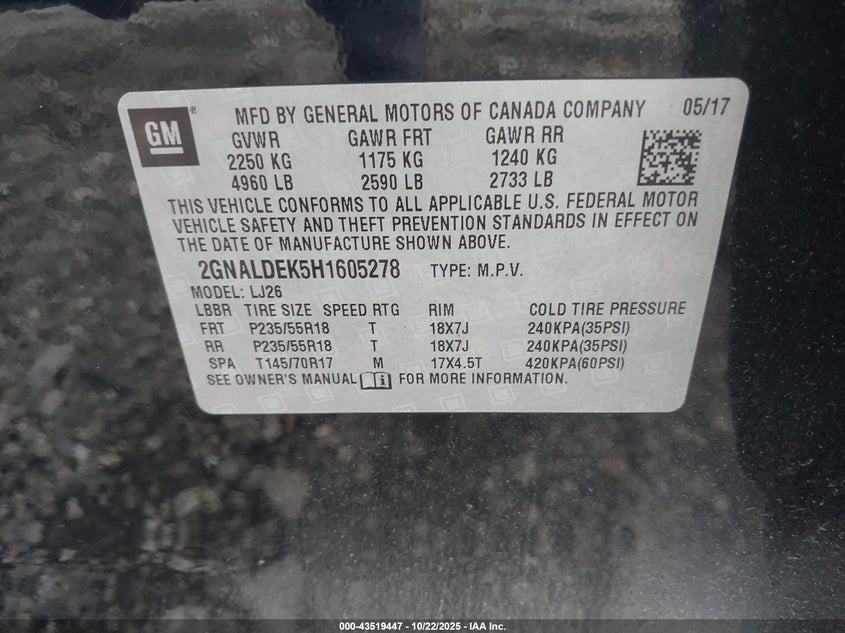 GM® MFD BY GENERAL MOTORS OF CANADA COMPANY 05/17
GVWR GAWR FRT GAWR RR
2250 KG 1175 KG 1240 KG
4960 LB 2590 LB 2733 LB
THIS VEHICLE CONFORMS TO ALL APPLICABLE U.S. FEDERAL MOTOR
VEHICLE SAFETY AND THEFT PREVENTION STANDARDS IN EFFECT ON
THE DATE OF MANUFACTURE SHOWN ABOVE.
2GNALDEK5H1605278 TYPE: M.P.V.
MODEL: LJ26
LBBR TIRE SIZE SPEED RTG RIM COLD TIRE PRESSURE
FRT P235/55R18 T 18X7J 240KPA(35PSI)
RR P235/55R18 T 18X7J 240KPA(35PSI)
SPA T145/70R17 M 17X4.5T 420KPA(60PSI)
SEE OWNER'S MANUAL i FOR MORE INFORMATION.
000-43519447 - 10/22/2025 - IAA Inc.